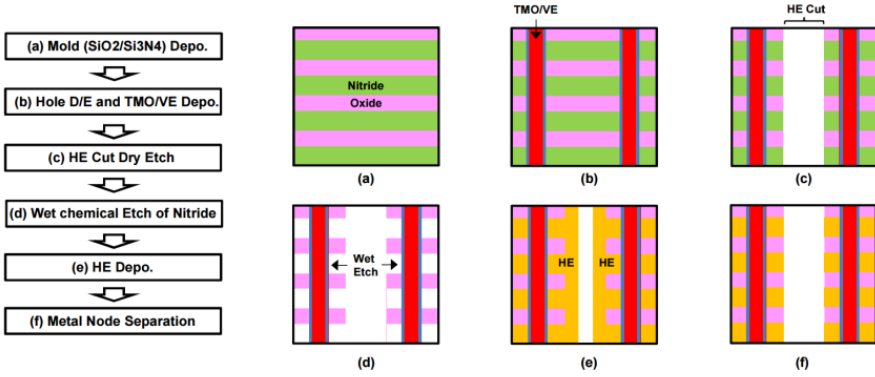 (a) Mold (SiO2/Si3N4) Depo.
(b) Hole D/E and TMO/VE Depo.
(c) HE Cut Dry Etch
(d) Wet chemical Etch of Nitride
(e) HE Depo.
(f) Metal Node Separation
Nitride
Oxide
(a)
TMO/VE
(b)
HE Cut
(c)
Wet
Etch
(d)
HE HE
(e)
(f)